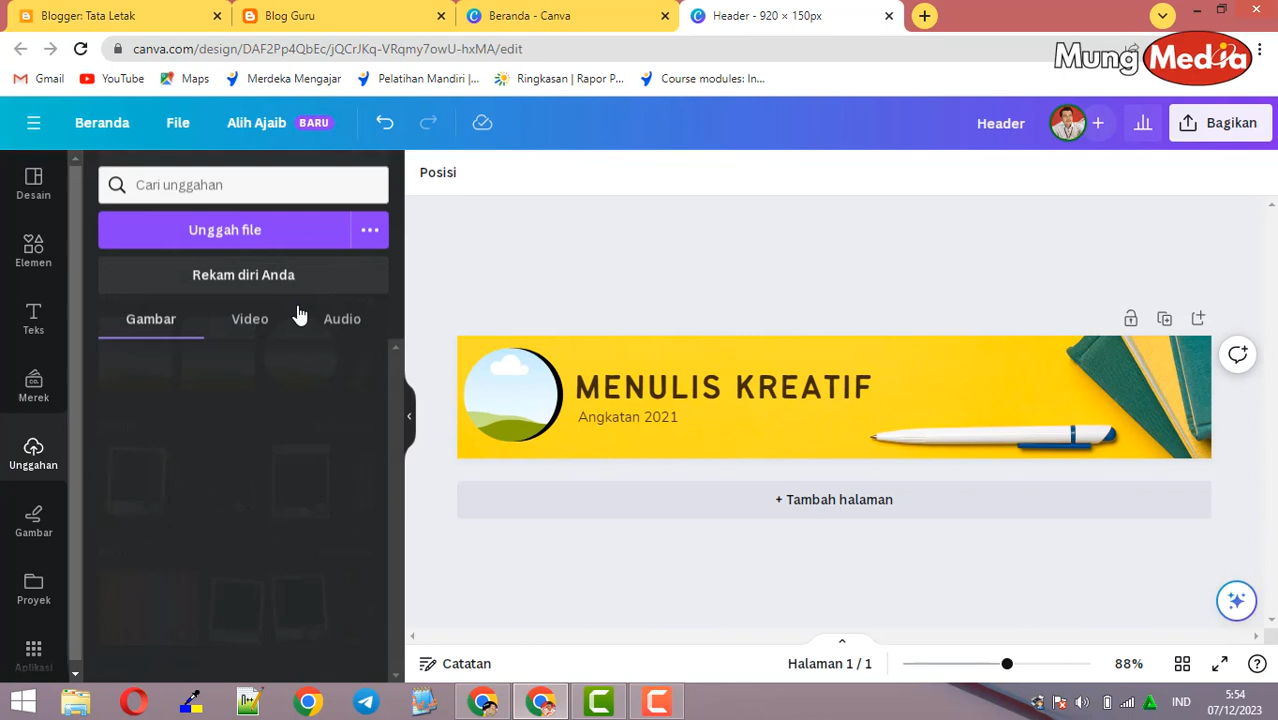 Blogger: Tata Letak
Blog Guru
Beranda - Canva
Header - 920 × 150px
canva.com/design/DAF2Pp4QbEc/jQCrJKq-VRqmy7owU-hxMA/edit
Mung Media
Gmail
YouTube
Maps
Merdeka Mengajar
Pelatihan Mandiri |...
Ringkasan | Rapor P...
Course modules: In...
Beranda
File
Alih Ajaib BARU
Header
Bagikan
Desain
Elemen
Teks
CO.
Merek
Unggahan
Gambar
Proyek
Aplikasi
Cari unggahan
Unggah file
Rekam diri Anda
Gambar
Video
Audio
Posisi
MENULIS KREATIF
Angkatan 2021
+ Tambah halaman
Catatan
Halaman 1 / 1
88%
IND
5:54
07/12/2023